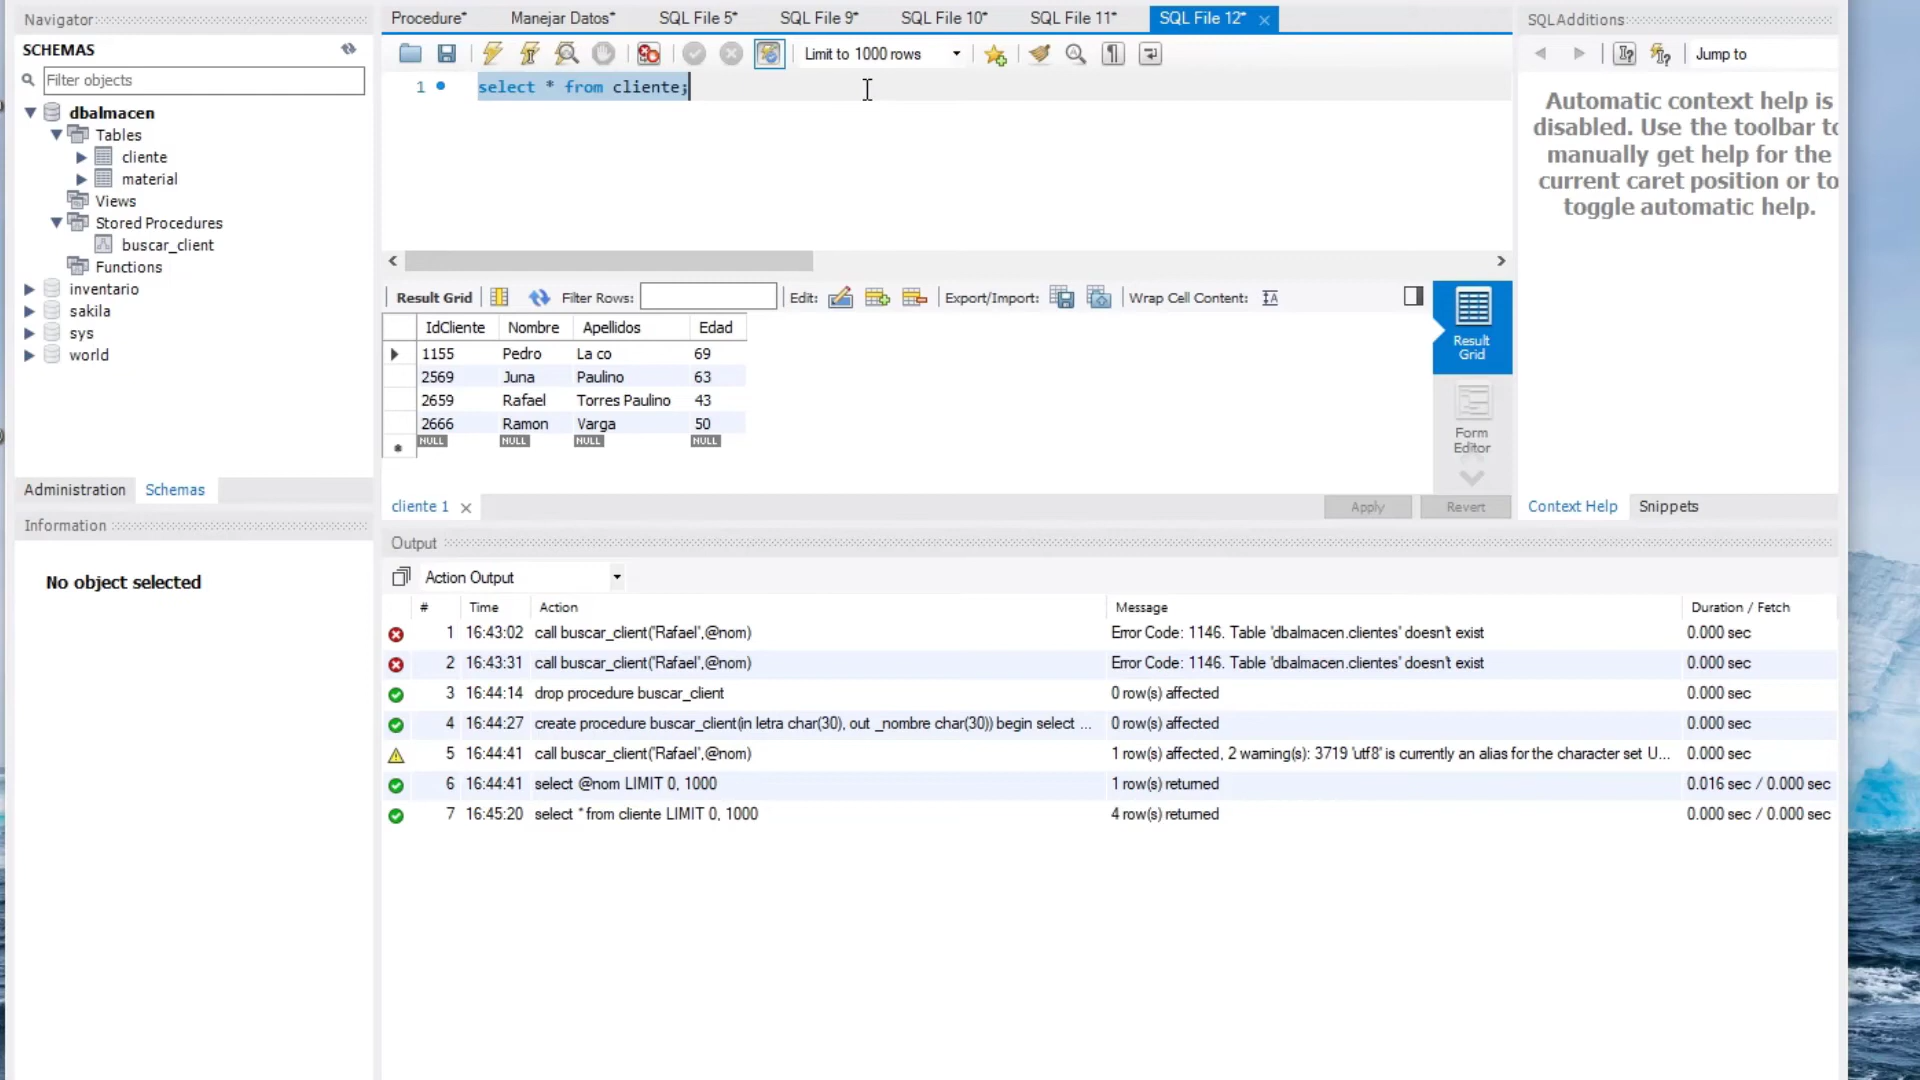 Navigator
SCHEMAS
Filter objects
dbalmacen
Tables
cliente
material
Views
Stored Procedures
buscar_client
Functions
inventario
sakila
sys
world
Administration
Schemas
Information
No object selected
Procedure*
Manejar Datos*
SQL File 5*
SQL File 9*
SQL File 10*
SQL File 11*
SQL File 12*
Limit to 1000 rows
1
select * from cliente;
Result Grid
Filter Rows:
Edit:
Export/Import:
Wrap Cell Content:
IdCliente Nombre Apellidos Edad
1155 Pedro La co 69
2569 Juna Paulino 63
2659 Rafael Torres Paulino 43
2666 Ramon Varga 50
NULL NULL NULL NULL
Result
Grid
Form
Editor
cliente 1
Apply
Revert
SQLAdditions
Jump to
Automatic context help is
disabled. Use the toolbar to
manually get help for the
current caret position or to
toggle automatic help.
Context Help
Snippets
Output
Action Output
# Time Action Message Duration / Fetch
1 16:43:02 call buscar_client('Rafael',@nom) Error Code: 1146. Table 'dbalmacen.clientes' doesn't exist 0.000 sec
2 16:43:31 call buscar_client('Rafael',@nom) Error Code: 1146. Table 'dbalmacen.clientes' doesn't exist 0.000 sec
3 16:44:14 drop procedure buscar_client 0 row(s) affected 0.000 sec
4 16:44:27 create procedure buscar_client(in letra char(30), out _nombre char(30)) begin select ... 0 row(s) affected 0.000 sec
5 16:44:41 call buscar_client('Rafael',@nom) 1 row(s) affected, 2 warning(s): 3719 'utf8' is currently an alias for the character set U... 0.000 sec
6 16:44:41 select @nom LIMIT 0, 1000 1 row(s) returned 0.016 sec / 0.000 sec
7 16:45:20 select * from cliente LIMIT 0, 1000 4 row(s) returned 0.000 sec / 0.000 sec